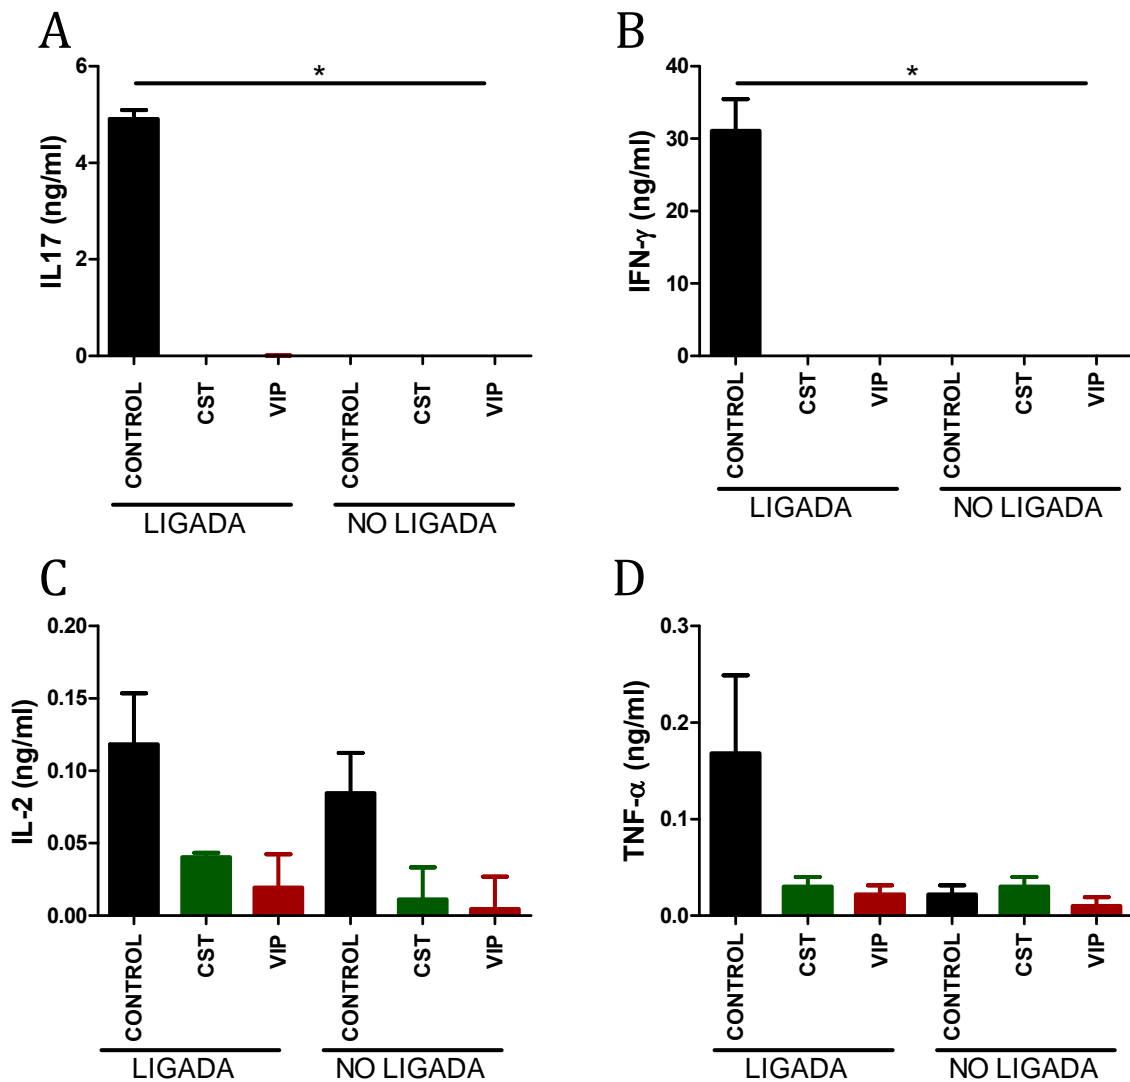 A
IL17 (ng/ml)
6
4
2
0
*
CONTROL
CST
VIP
CONTROL
CST
VIP
LIGADA
NO LIGADA
B
IFN-γ (ng/ml)
40
30
20
10
0
*
CONTROL
CST
VIP
CONTROL
CST
VIP
LIGADA
NO LIGADA
C
IL-2 (ng/ml)
0.20
0.15
0.10
0.05
0.00
CONTROL
CST
VIP
CONTROL
CST
VIP
LIGADA
NO LIGADA
D
TNF-α (ng/ml)
0.3
0.2
0.1
0.0
CONTROL
CST
VIP
CONTROL
CST
VIP
LIGADA
NO LIGADA